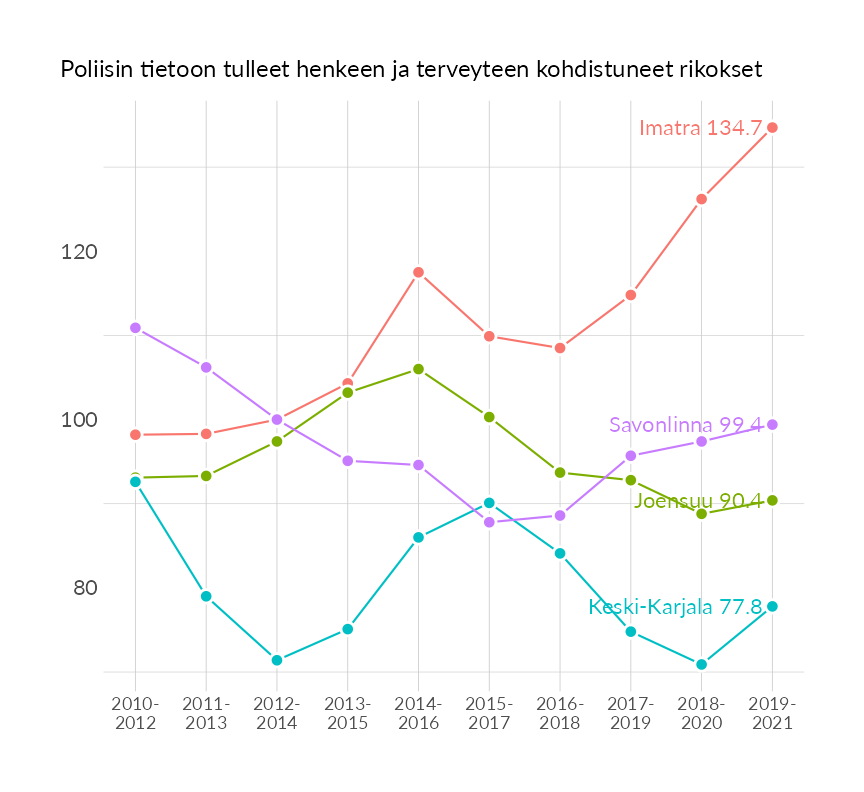 Poliisin tietoon tulleet henkeen ja terveyteen kohdistuneet rikokset
Imatra 134.7
120
100
Savonlinna 99.4
Joensuu 90.4
80
Keski-Karjala 77.8
2010- 2011- 2012- 2013- 2014- 2015- 2016- 2017- 2018- 2019-
2012 2013 2014 2015 2016 2017 2018 2019 2020 2021